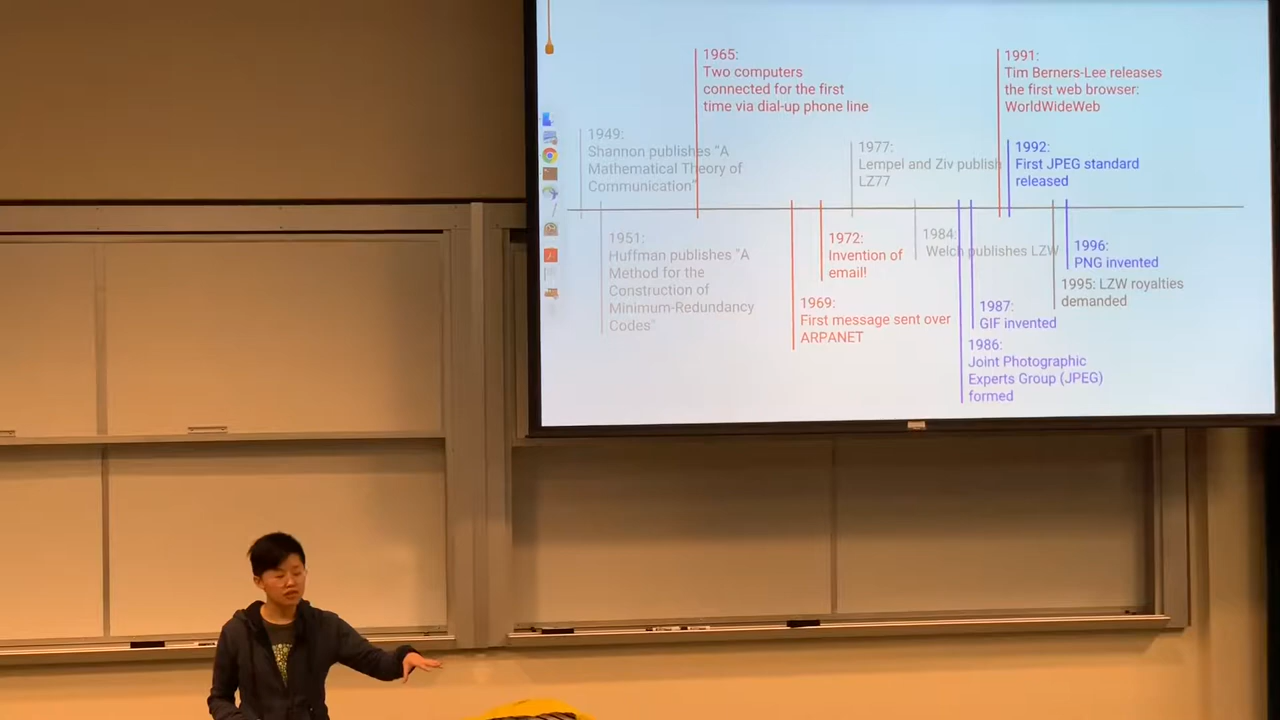 1965:
Two computers
connected for the first
time via dial-up phone line
1991:
Tim Berners-Lee releases
the first web browser:
WorldWideWeb
1949:
Shannon publishes "A
Mathematical Theory of
Communication"
1977:
Lempel and Ziv publish
LZ77
1992:
First JPEG standard
released
1951:
Huffman publishes "A
Method for the
Construction of
Minimum-Redundancy
Codes"
1972:
Invention of
email!
1984:
Welch publishes LZW
1996:
PNG invented
1995: LZW royalties
demanded
1969:
First message sent over
ARPANET
1987:
GIF invented
1986:
Joint Photographic
Experts Group (JPEG)
formed